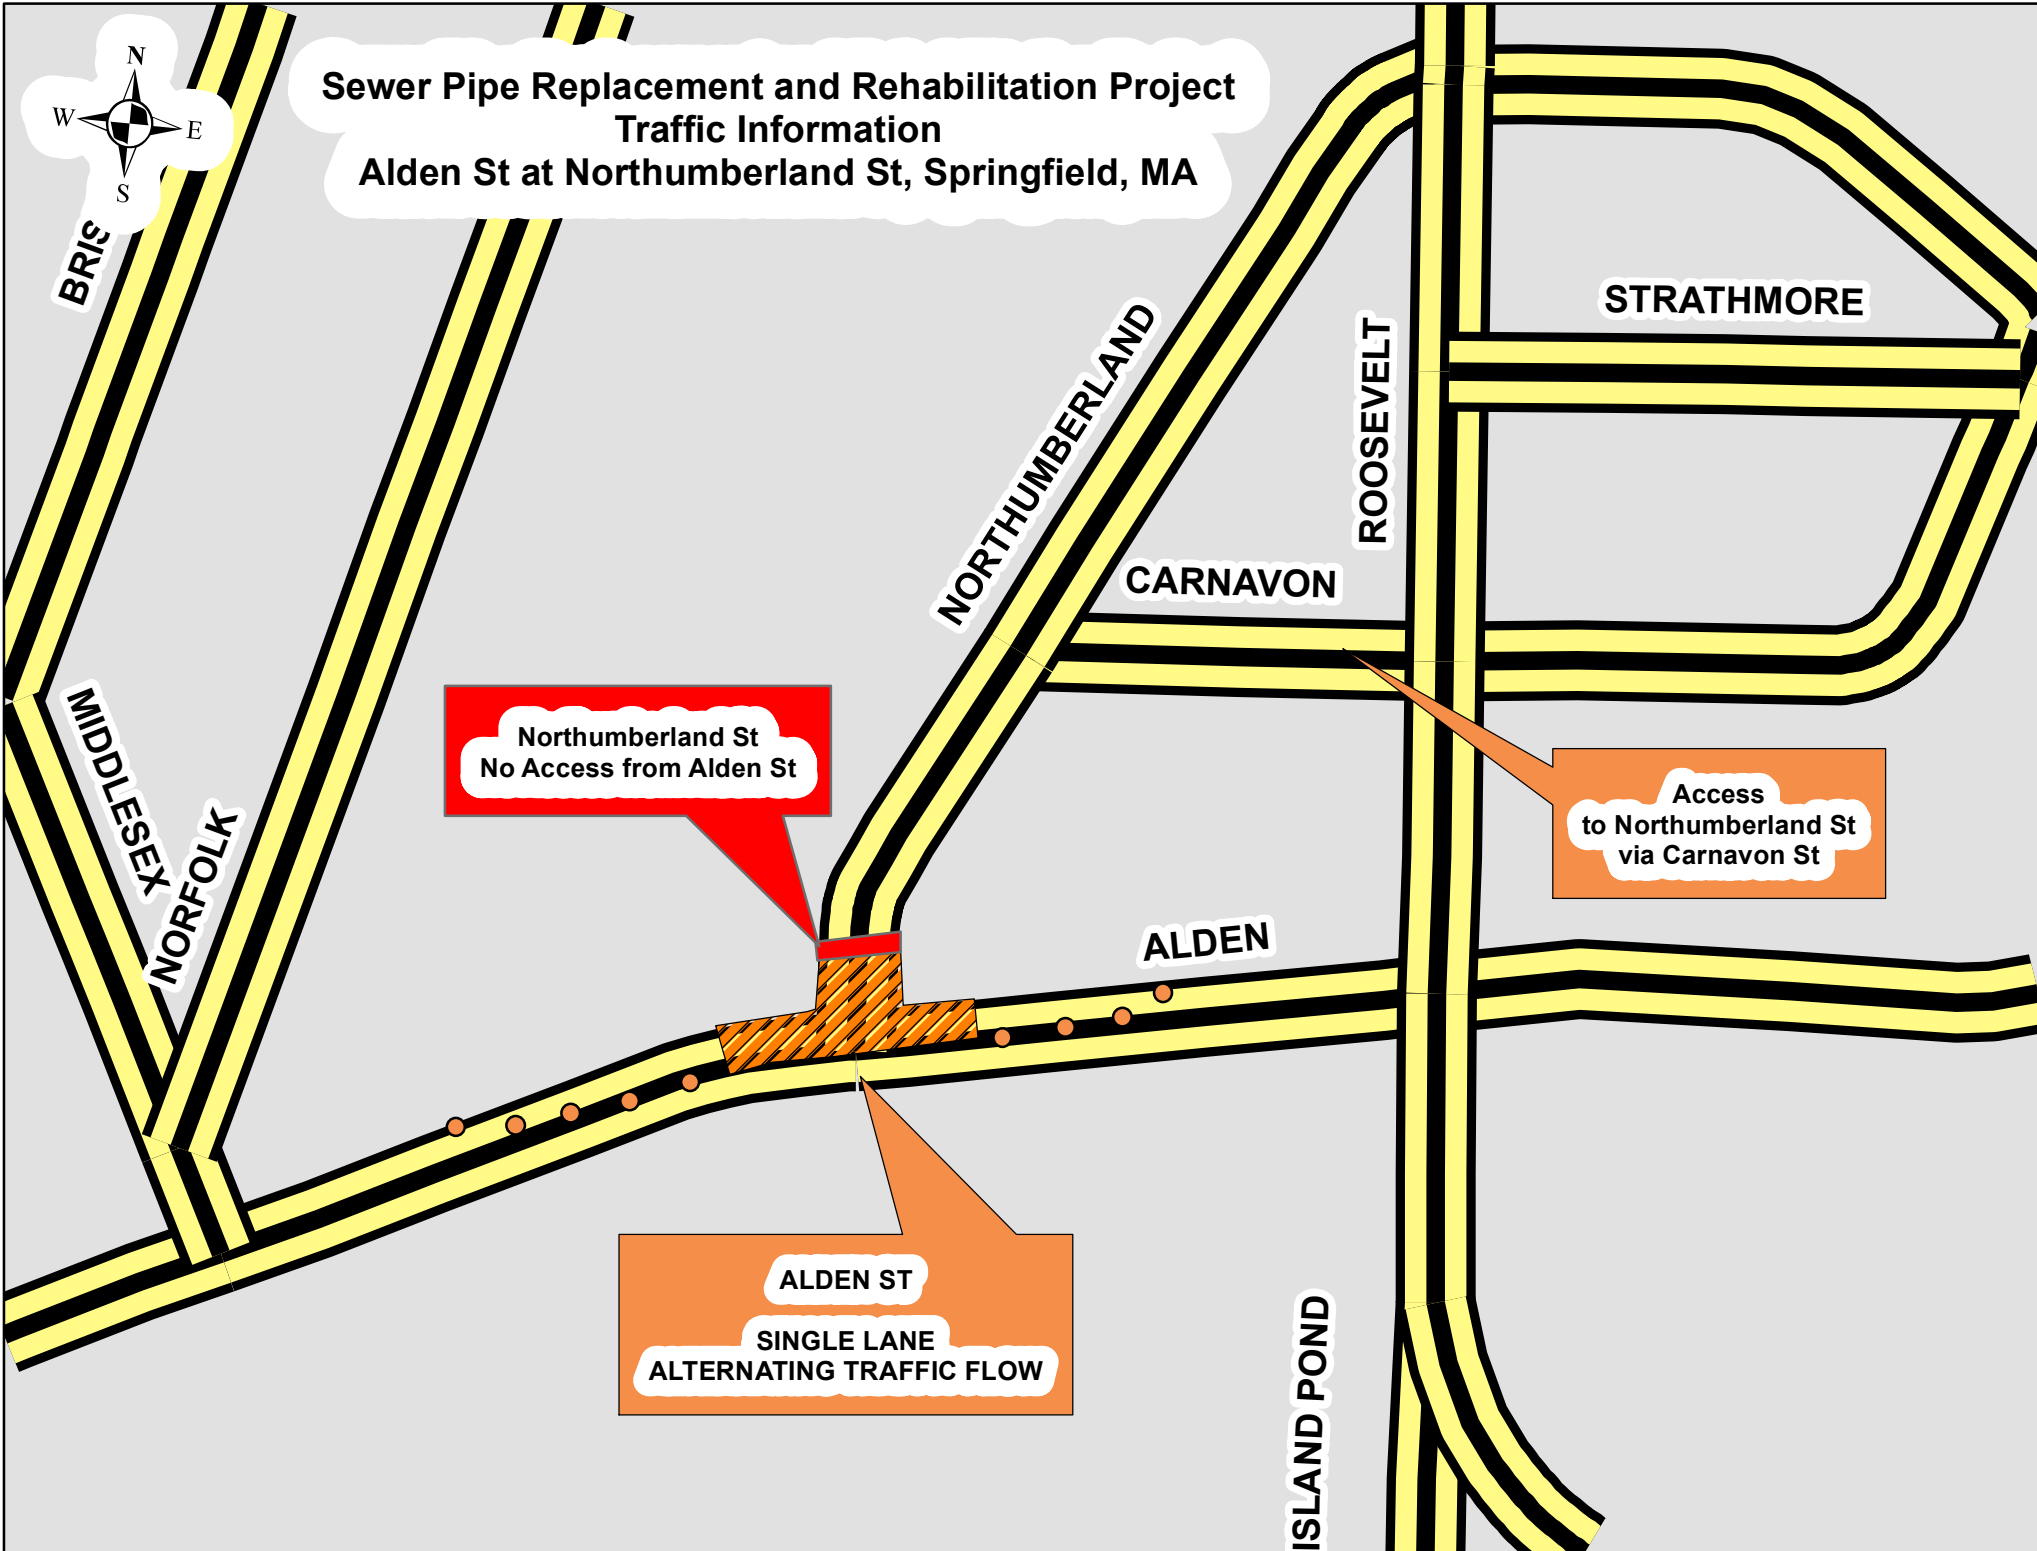 N
W
E
S
Sewer Pipe Replacement and Rehabilitation Project
Traffic Information
Alden St at Northumberland St, Springfield, MA
BRIS
STRATHMORE
NORTHUMBERLAND
ROOSEVELT
CARNAVON
MIDDLESEX
NORFOLK
Northumberland St
No Access from Alden St
Access
to Northumberland St
via Carnavon St
ALDEN
ALDEN ST
SINGLE LANE
ALTERNATING TRAFFIC FLOW
ISLAND POND